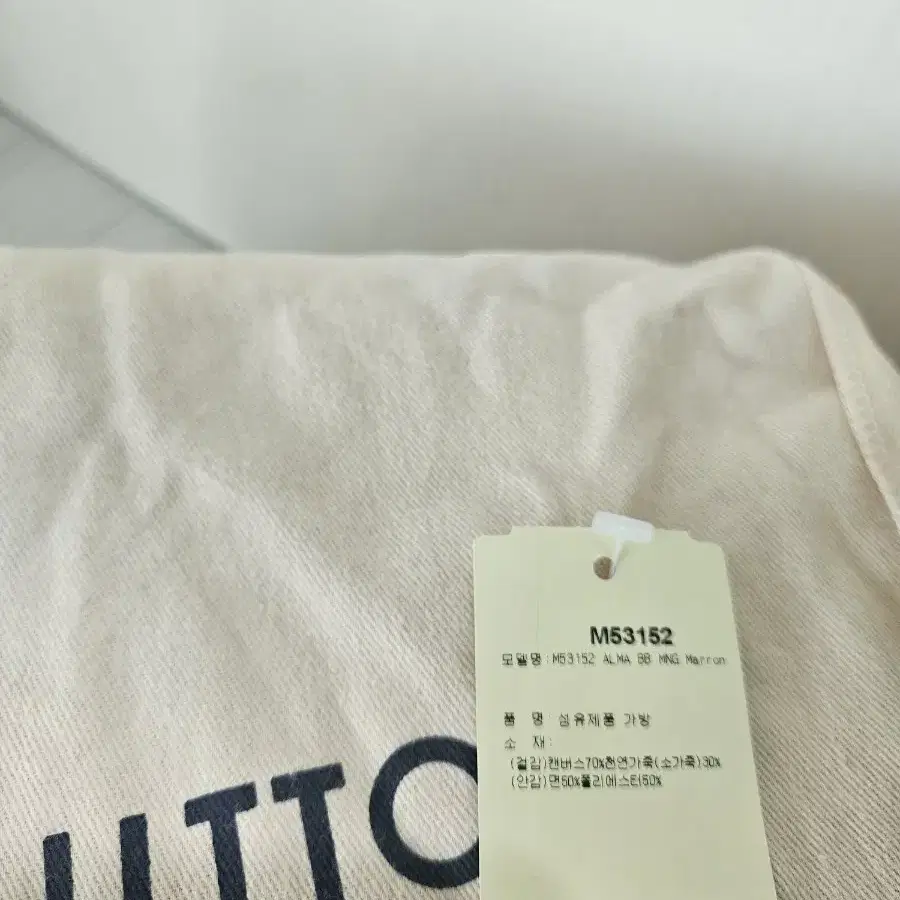 M53152
모델명 : M53152 ALMA BB MNG Marron
품 명 : 섬유제품 가방
소 재 :
(겉감)캔버스70%천연가죽(소가죽)30%
(안감)면50%폴리에스터50%
UITTO